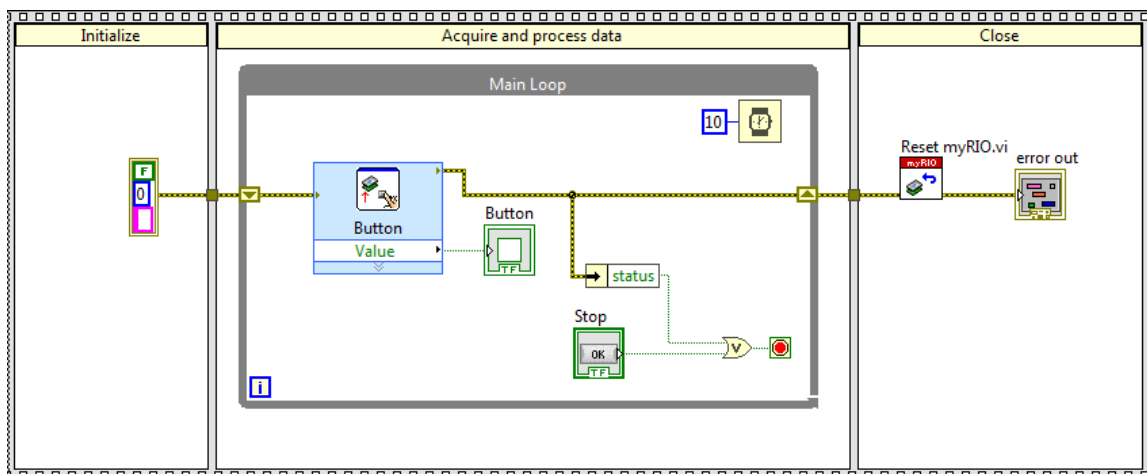 Initialize
Acquire and process data
Close
Main Loop
10
Reset myRIO.vi
myRIO
error out
F
0
Button
Value
Button
TF
status
Stop
OK
TF
V
i